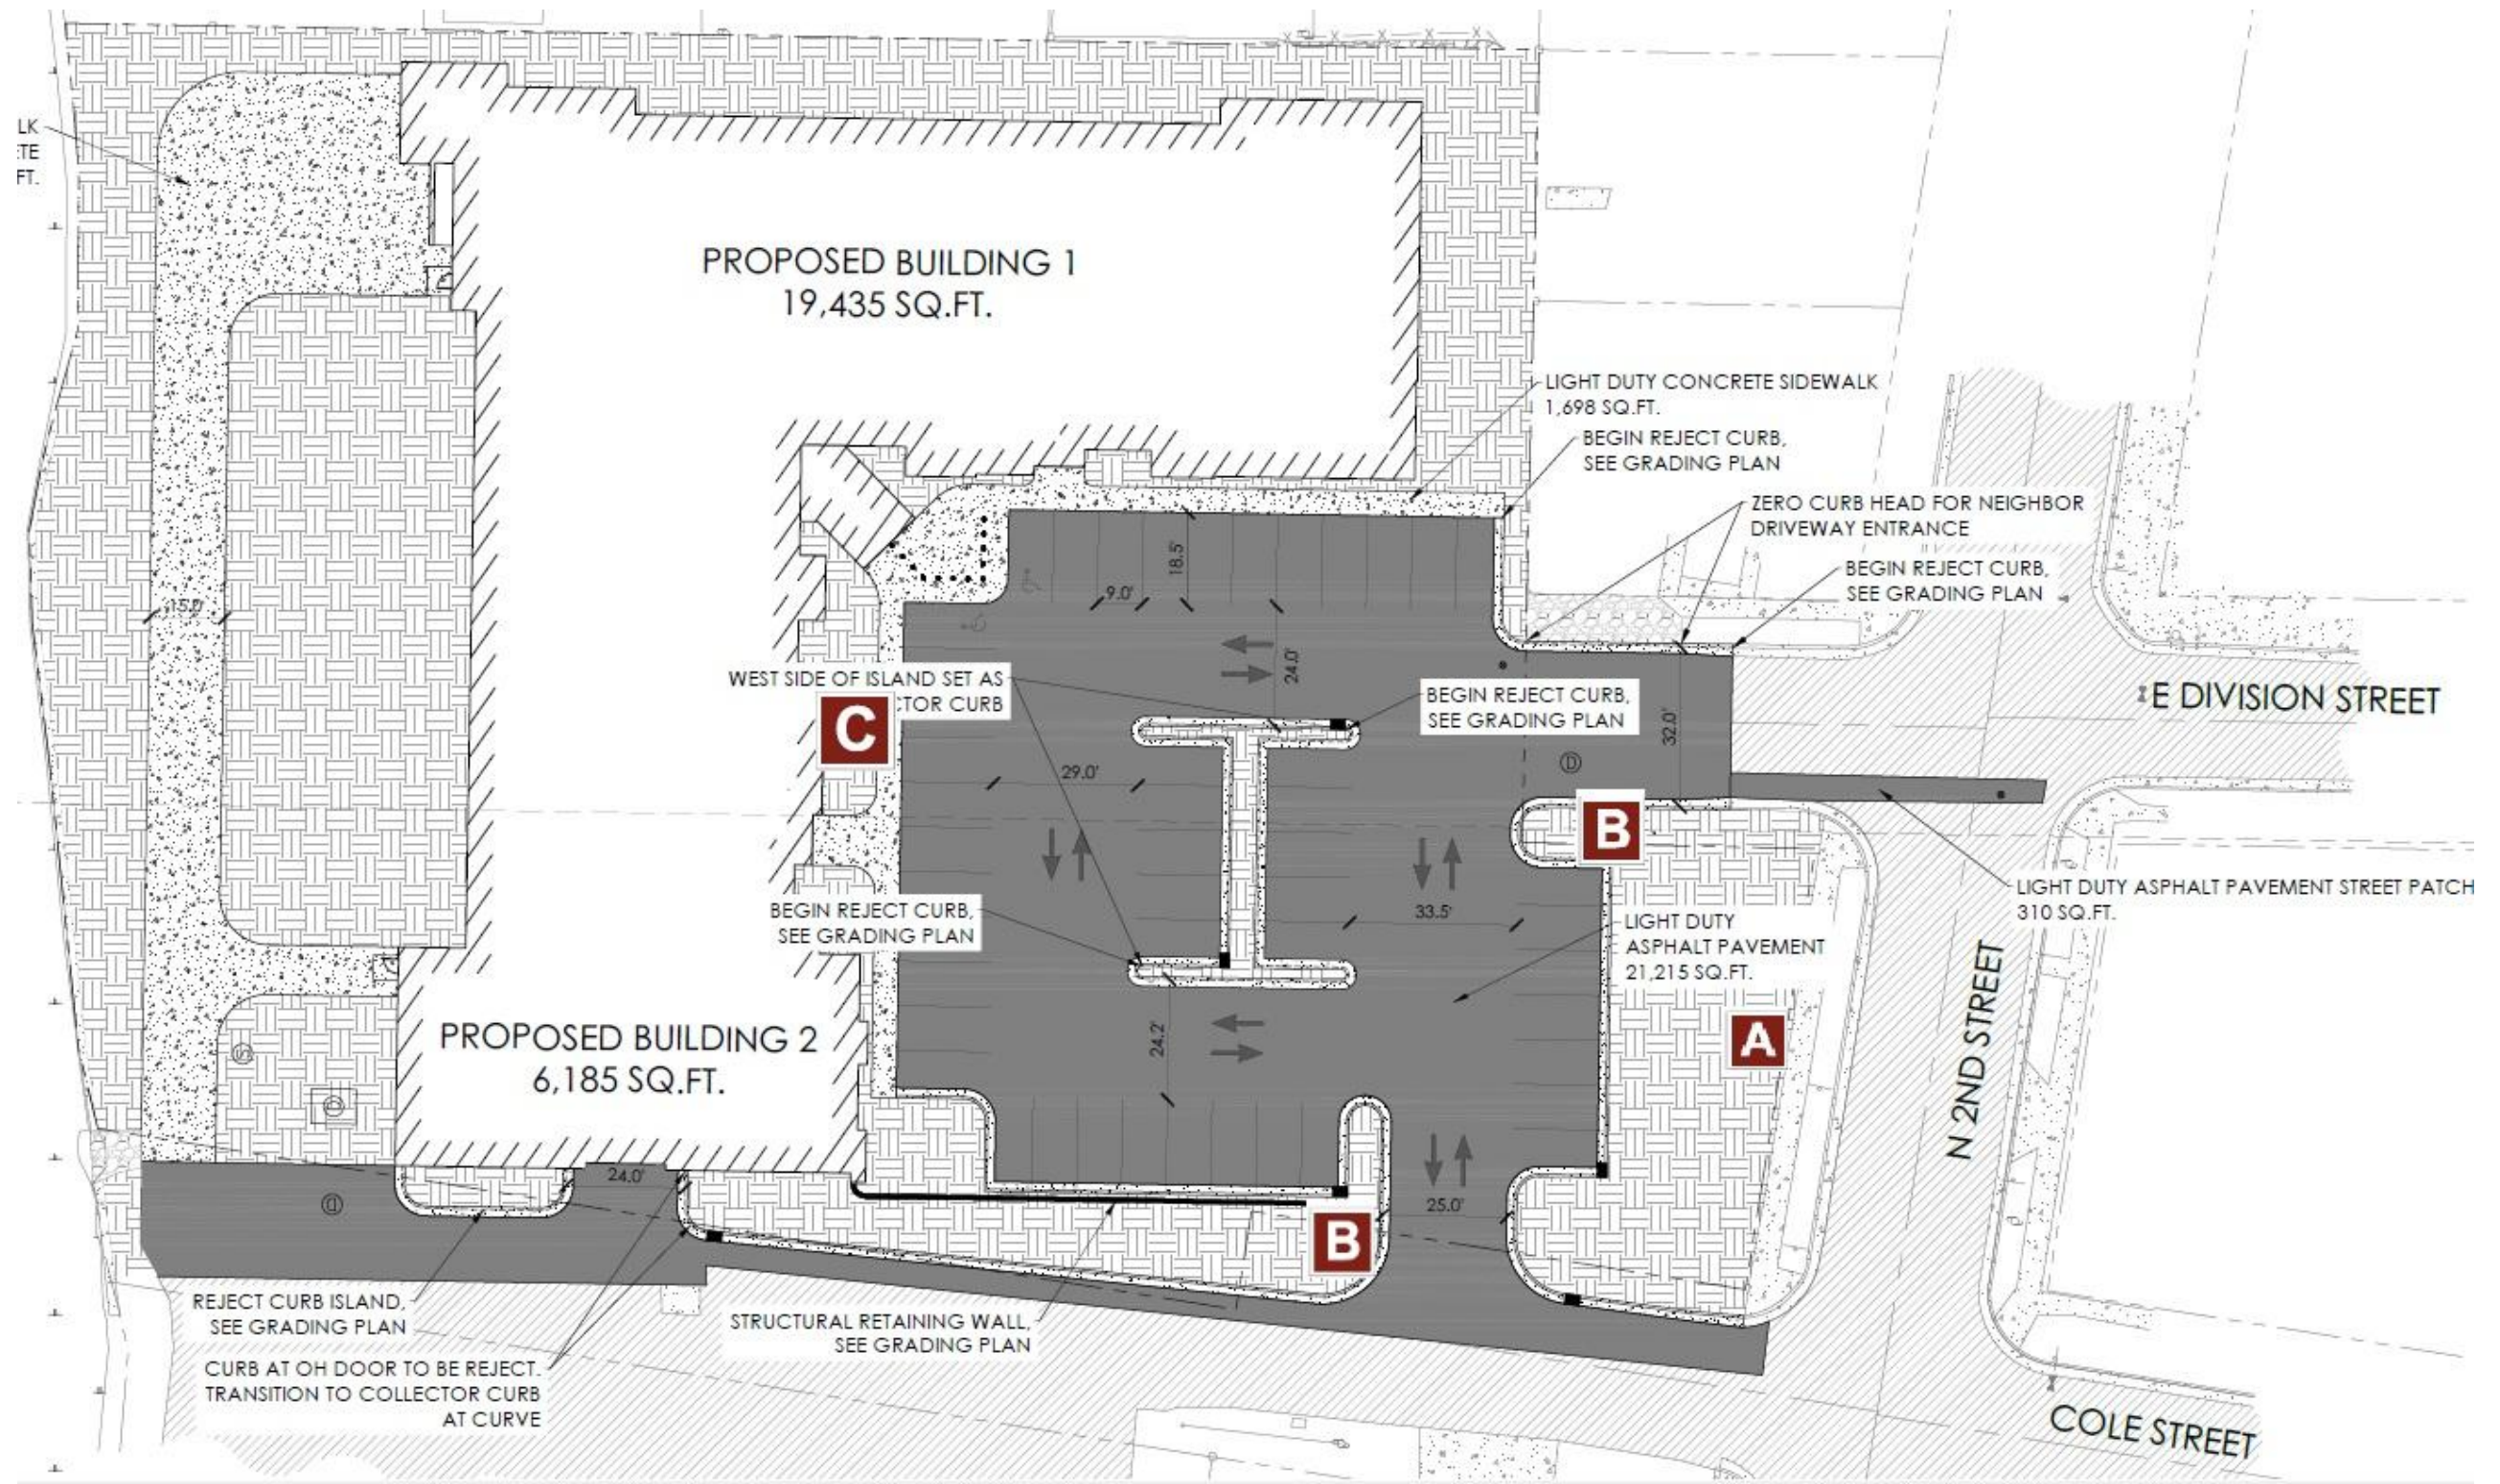 LK
ETE
FT.
PROPOSED BUILDING 1
19,435 SQ.FT.
LIGHT DUTY CONCRETE SIDEWALK
1,698 SQ.FT.
BEGIN REJECT CURB,
SEE GRADING PLAN
ZERO CURB HEAD FOR NEIGHBOR
DRIVEWAY ENTRANCE
BEGIN REJECT CURB,
SEE GRADING PLAN
18.5'
9.0'
15.0'
24.0'
WEST SIDE OF ISLAND SET AS
CTOR CURB
C
BEGIN REJECT CURB,
SEE GRADING PLAN
32.0'
E DIVISION STREET
29.0'
D
B
BEGIN REJECT CURB,
SEE GRADING PLAN
33.5'
LIGHT DUTY
ASPHALT PAVEMENT
21,215 SQ.FT.
LIGHT DUTY ASPHALT PAVEMENT STREET PATCH
310 SQ.FT.
PROPOSED BUILDING 2
6,185 SQ.FT.
24.2'
A
N 2ND STREET
S
D
24.0'
D
25.0'
B
REJECT CURB ISLAND,
SEE GRADING PLAN
STRUCTURAL RETAINING WALL,
SEE GRADING PLAN
CURB AT OH DOOR TO BE REJECT.
TRANSITION TO COLLECTOR CURB
AT CURVE
COLE STREET